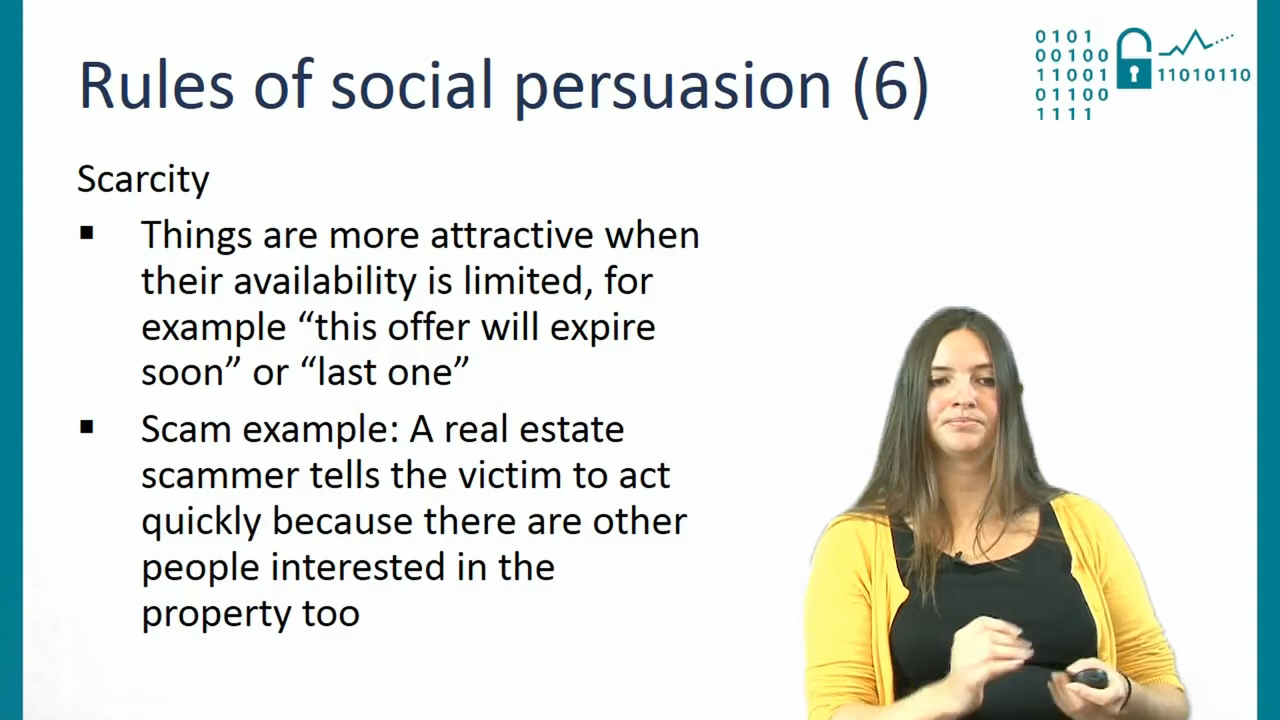 Rules of social persuasion (6)
0101
00100
11001
01100
1111
11010110
Scarcity
▪ Things are more attractive when
their availability is limited, for
example “this offer will expire
soon” or “last one”
▪ Scam example: A real estate
scammer tells the victim to act
quickly because there are other
people interested in the
property too